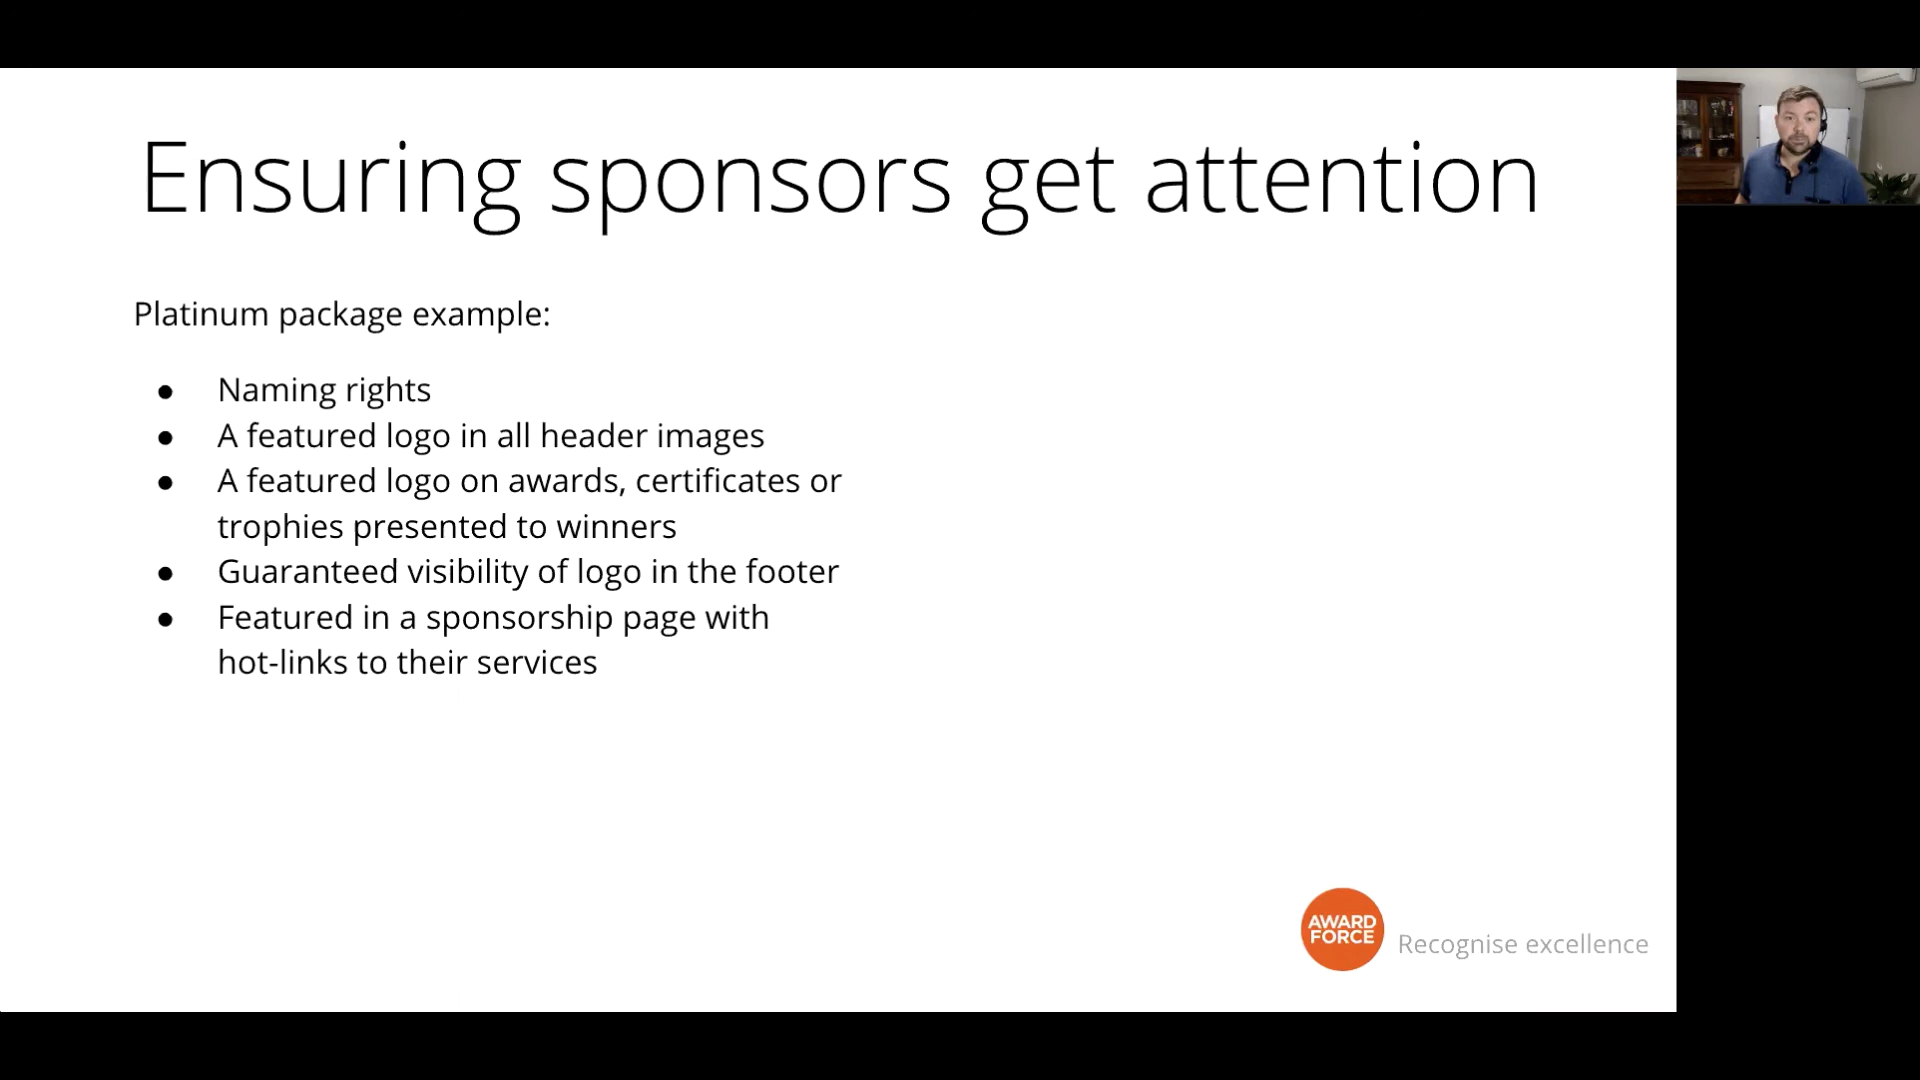 Ensuring sponsors get attention
Platinum package example:
● Naming rights
● A featured logo in all header images
● A featured logo on awards, certificates or
trophies presented to winners
● Guaranteed visibility of logo in the footer
● Featured in a sponsorship page with
hot-links to their services
AWARD
FORCE
Recognise excellence